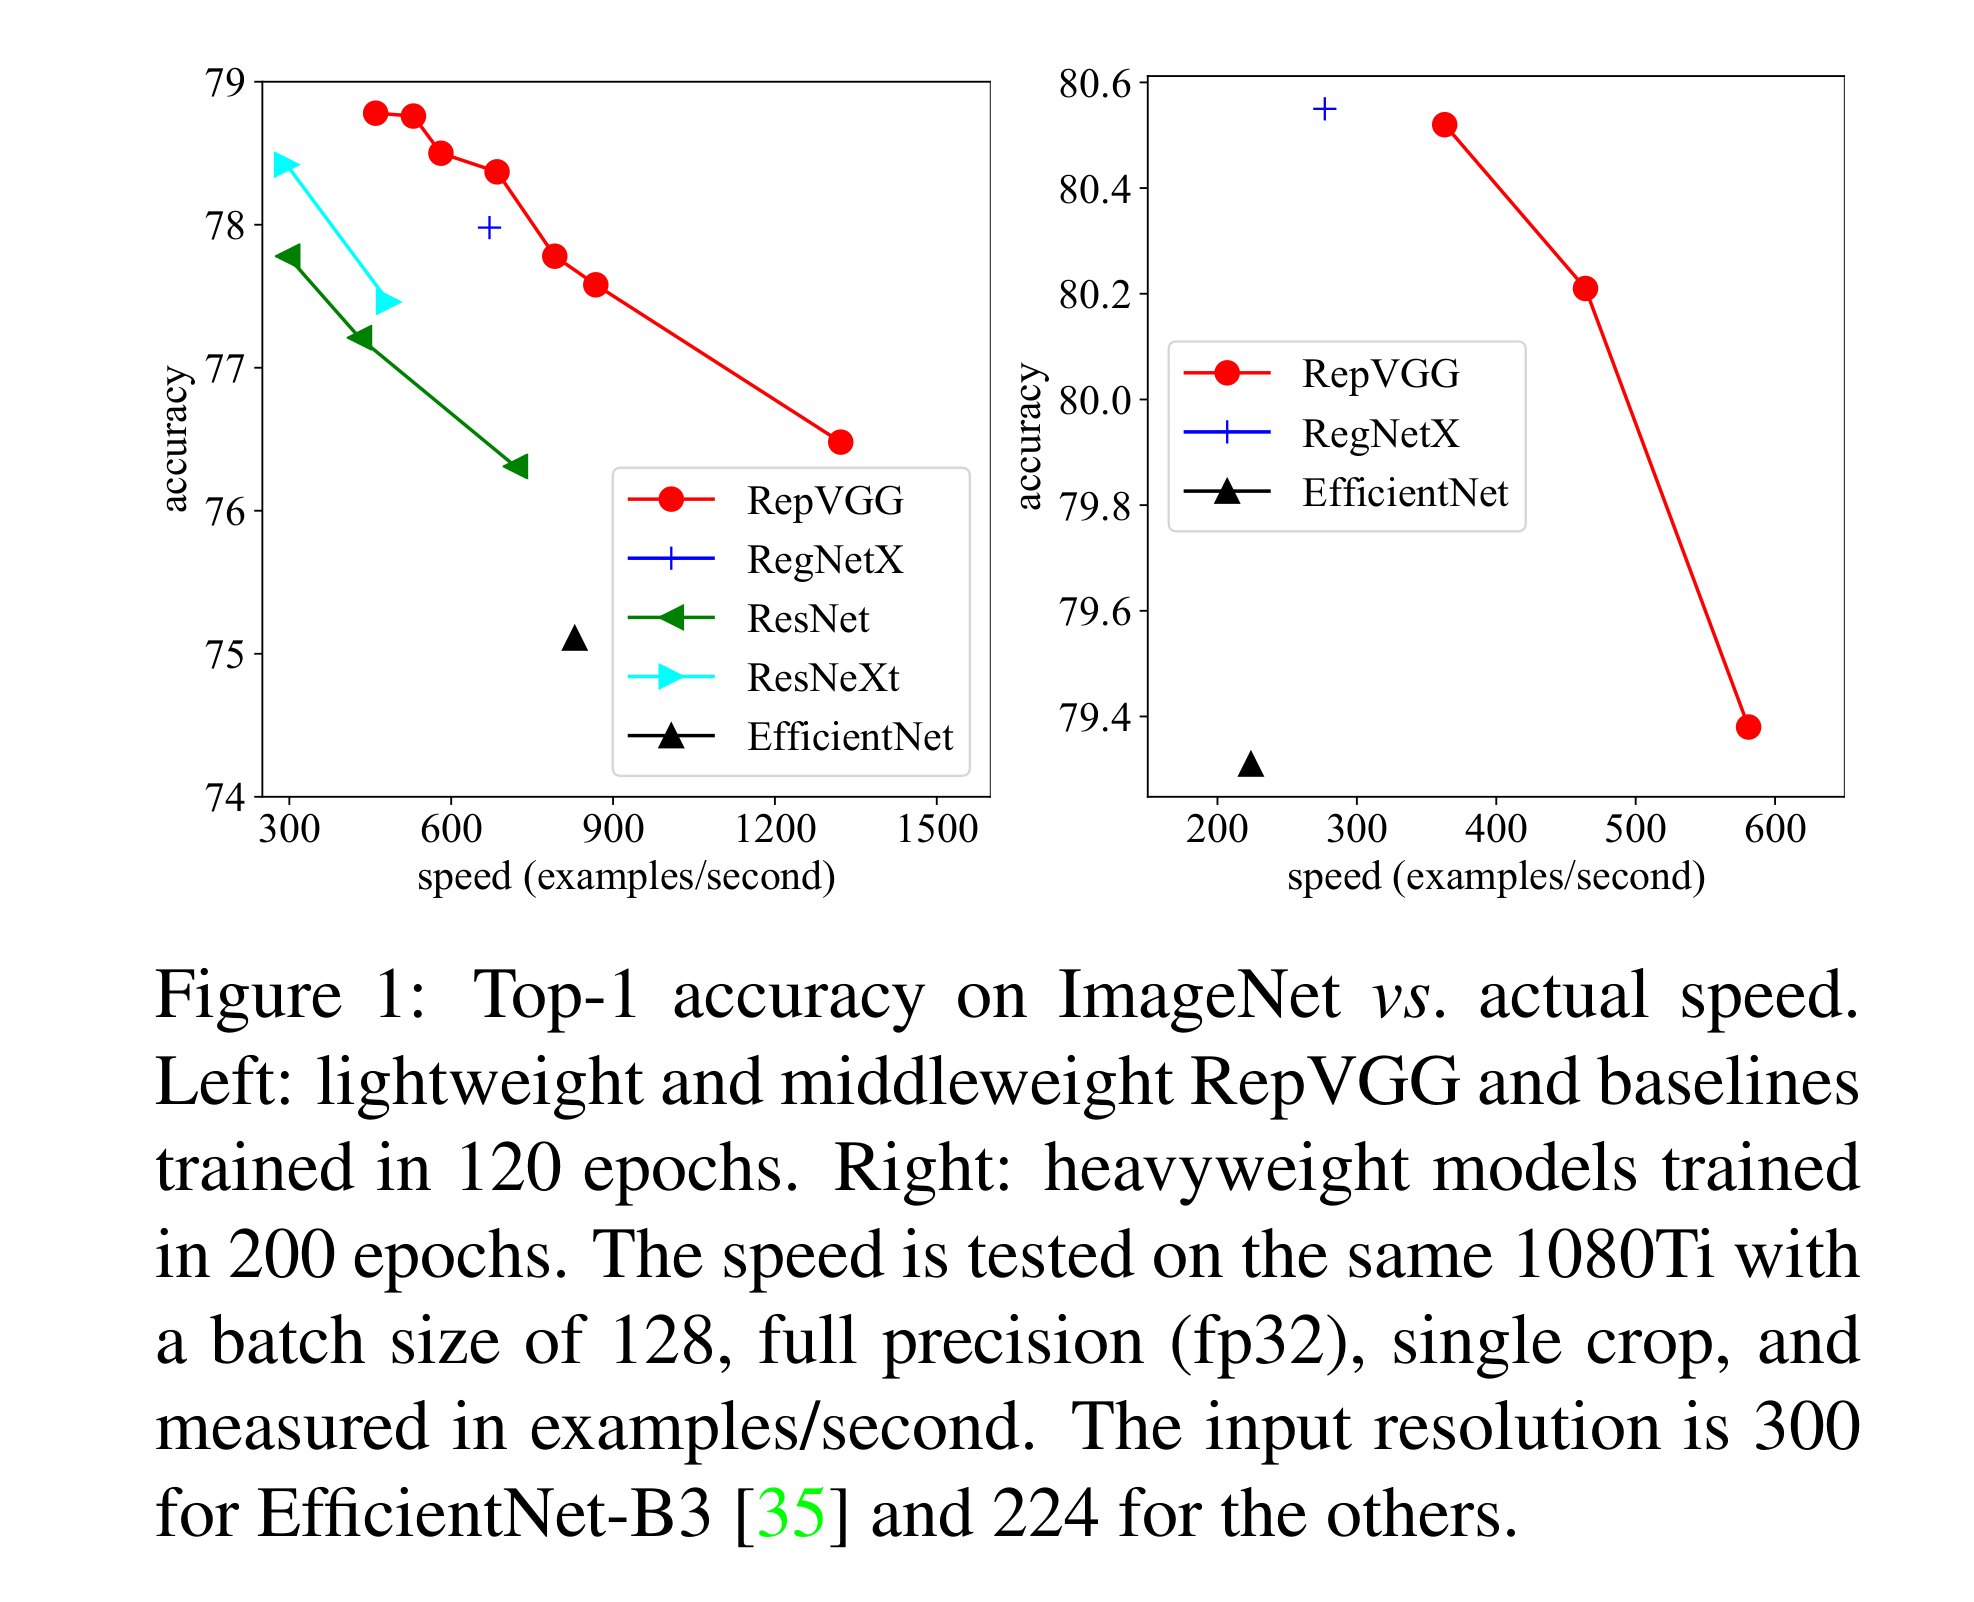 79
78
77
76
75
74
accuracy
300 600 900 1200 1500
speed (examples/second)
RepVGG
RegNetX
ResNet
ResNeXt
EfficientNet
80.6
80.4
80.2
80.0
79.8
79.6
79.4
accuracy
200 300 400 500 600
speed (examples/second)
RepVGG
RegNetX
EfficientNet
Figure 1: Top-1 accuracy on ImageNet vs. actual speed.
Left: lightweight and middleweight RepVGG and baselines
trained in 120 epochs. Right: heavyweight models trained
in 200 epochs. The speed is tested on the same 1080Ti with
a batch size of 128, full precision (fp32), single crop, and
measured in examples/second. The input resolution is 300
for EfficientNet-B3 [35] and 224 for the others.